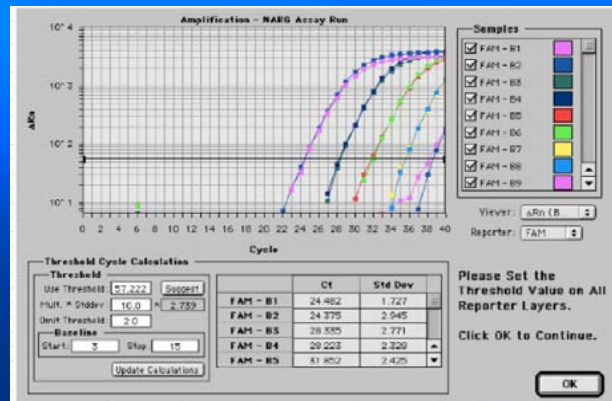 Amplification - NARG Assay Run
10^ 4
10^ 3
10^ 2
10^ 1
ΔRn
0 2 4 6 8 10 12 14 16 18 20 22 24 26 28 30 32 34 36 38 40
Cycle
Samples
FAM - B1
FAM - B2
FAM - B3
FAM - B4
FAM - B5
FAM - B6
FAM - B7
FAM - B8
FAM - B9
Viewer: ΔRn (B...
Reporter: FAM
Threshold Cycle Calculation
Threshold
Use Threshold: 57.222 Suggest
Mult. * Stddev: 10.0 * 2.739
Omit Threshold: 2.0
Baseline
Start: 3 Stop: 15
Update Calculations
Ct Std Dev
FAM - B1 24.482 1.727
FAM - B2 24.375 2.945
FAM - B3 28.335 2.771
FAM - B4 28.223 2.328
FAM - B5 31.852 2.425
Please Set the
Threshold Value on All
Reporter Layers.
Click OK to Continue.
OK